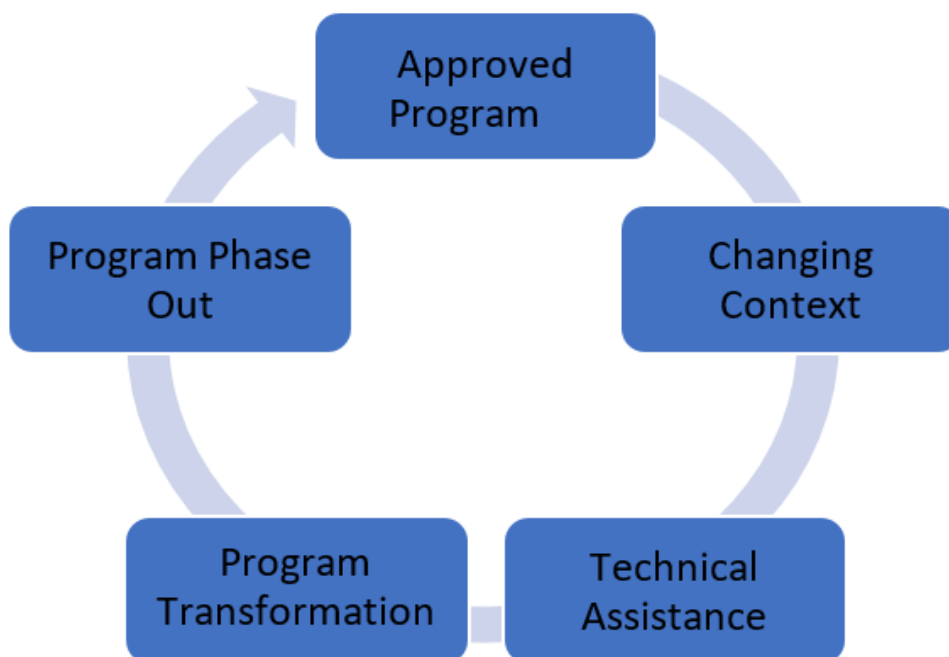 Approved
Program
Changing
Context
Technical
Assistance
Program
Transformation
Program Phase
Out